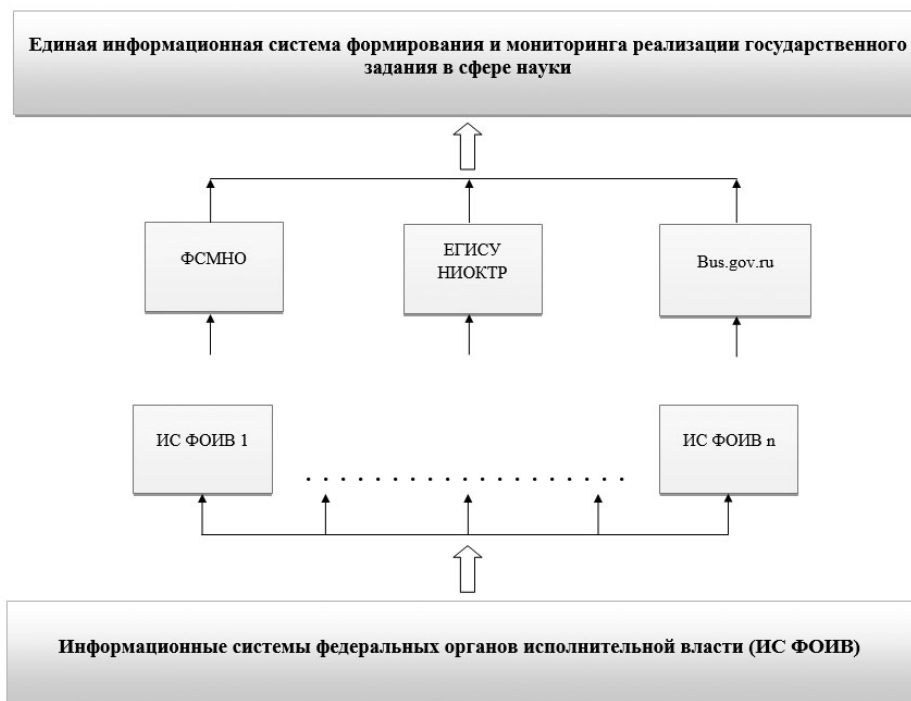 Единая информационная система формирования и мониторинга реализации государственного
задания в сфере науки
ФСМНО
ЕГИСУ
НИОКТР
Bus.gov.ru
ИС ФОИВ 1
ИС ФОИВ n
Информационные системы федеральных органов исполнительной власти (ИС ФОИВ)